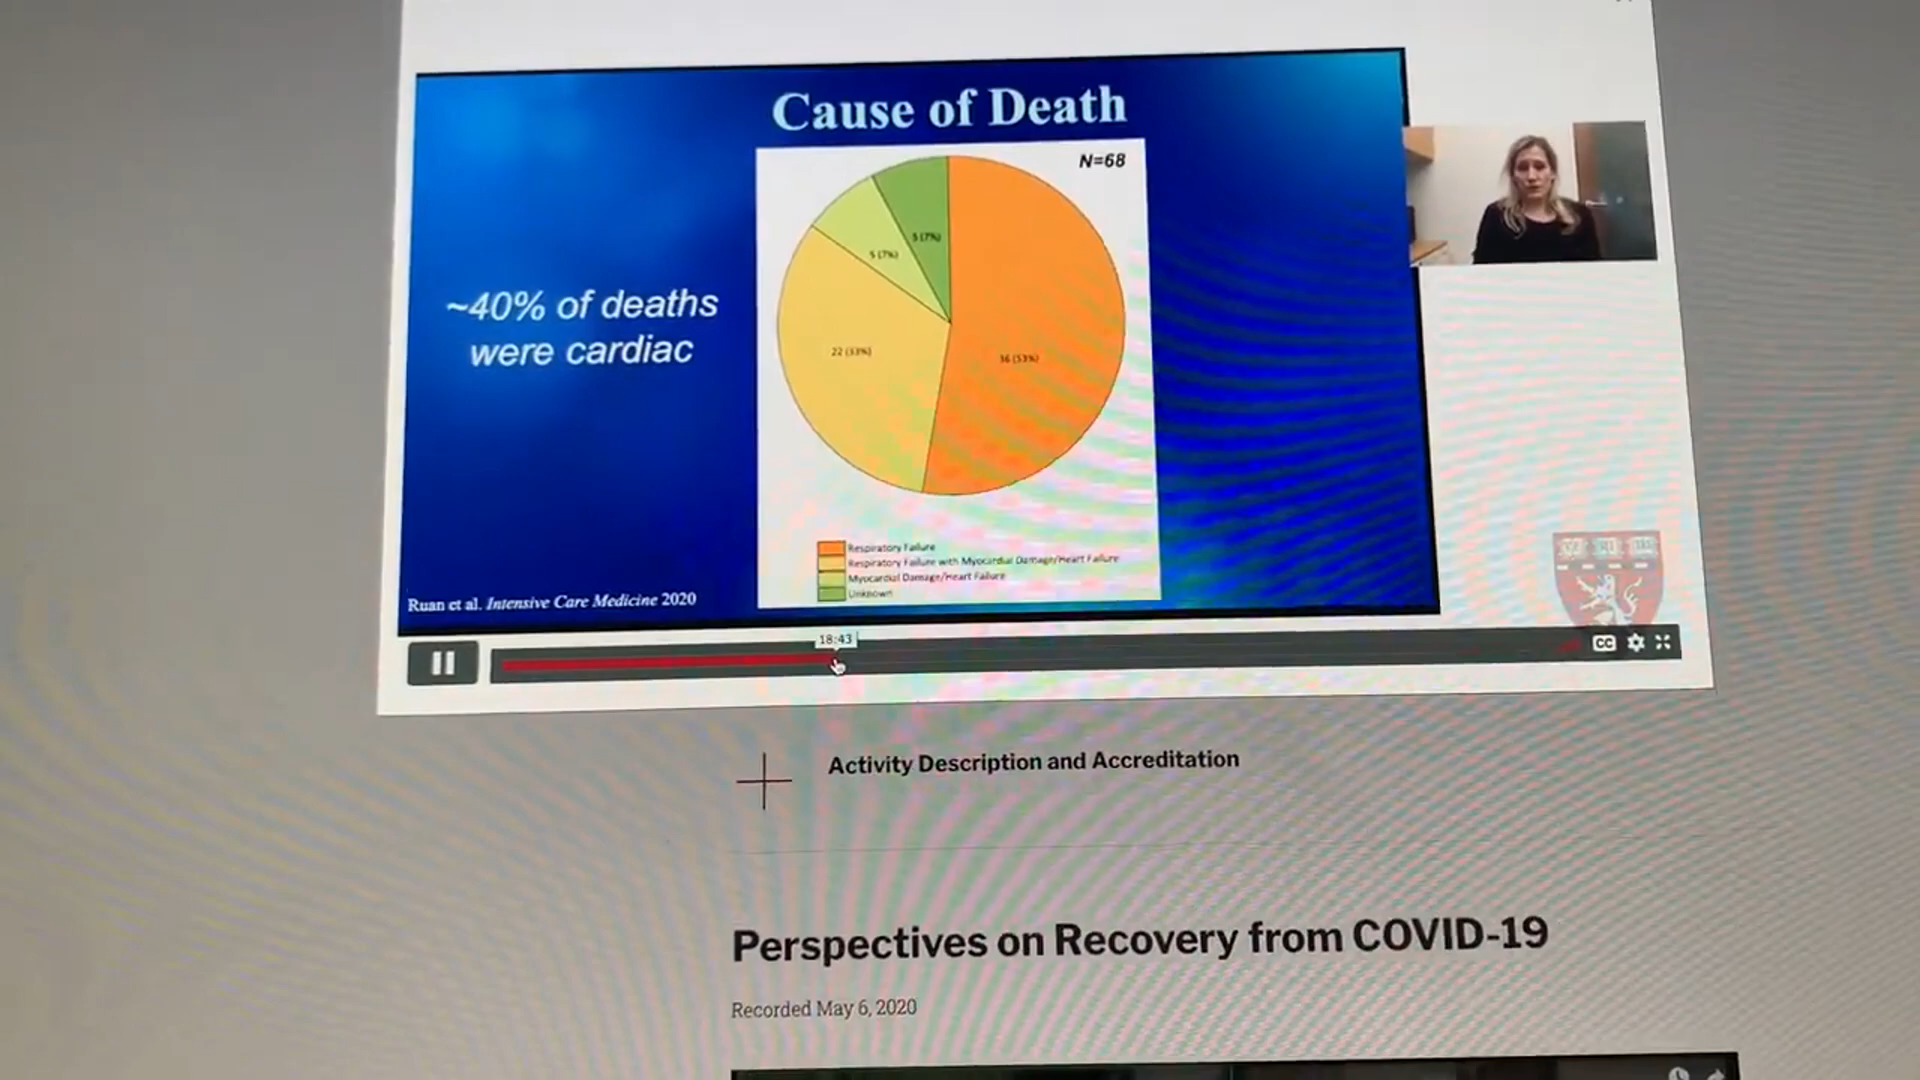 Cause of Death
N=68
5 (7%)
5 (7%)
~40% of deaths
were cardiac
22 (33%)
36 (53%)
Respiratory Failure
Respiratory Failure with Myocardial Damage/Heart Failure
Myocardial Damage/Heart Failure
Unknown
Ruan et al. Intensive Care Medicine 2020
18:43
CC
Activity Description and Accreditation
Perspectives on Recovery from COVID-19
Recorded May 6, 2020